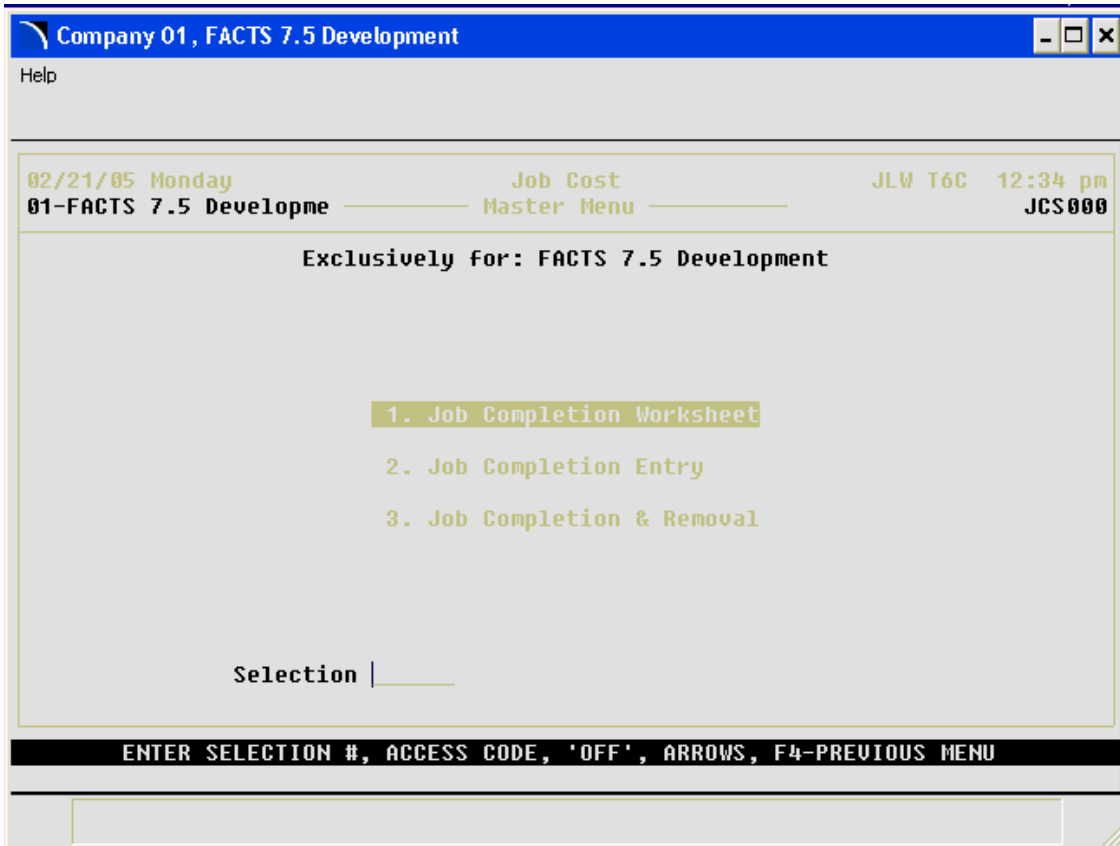 Company 01, FACTS 7.5 Development
Help
02/21/05 Monday Job Cost JLW T6C 12:34 pm
01-FACTS 7.5 Developme Master Menu JCS000
Exclusively for: FACTS 7.5 Development
1. Job Completion Worksheet
2. Job Completion Entry
3. Job Completion & Removal
Selection
ENTER SELECTION #, ACCESS CODE, 'OFF', ARROWS, F4-PREVIOUS MENU